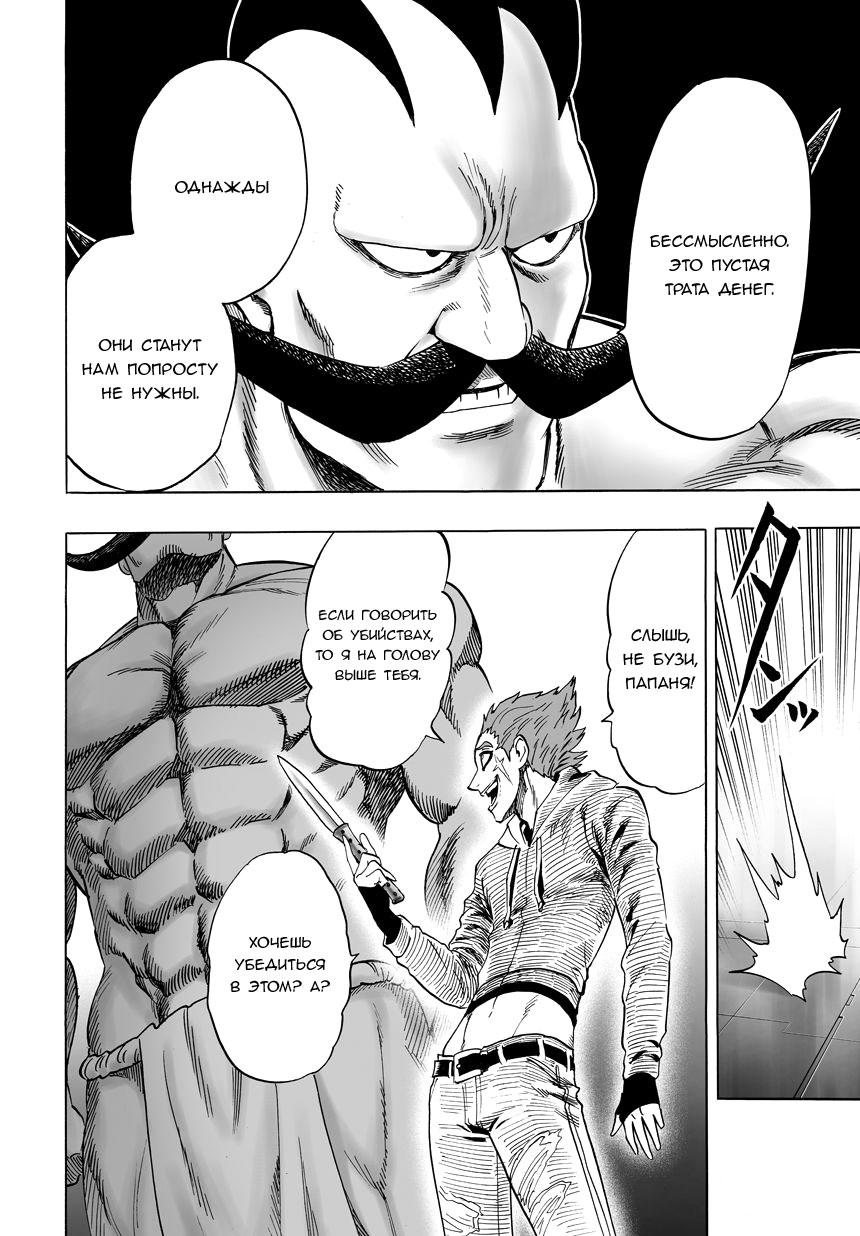 БЕССМЫСЛЕННО.
ЭТО ПУСТАЯ
ТРАТА ДЕНЕГ.
ОДНАЖДЫ
ОНИ СТАНУТ
НАМ ПОПРОСТУ
НЕ НУЖНЫ.
タンッ
СЛЫШЬ,
НЕ БУЗИ,
ПАПАНЯ!
ЕСЛИ ГОВОРИТЬ
ОБ УБИЙСТВАХ,
ТО Я НА ГОЛОВУ
ВЫШЕ ТЕБЯ.
ХОЧЕШЬ
УБЕДИТЬСЯ
В ЭТОМ? А?